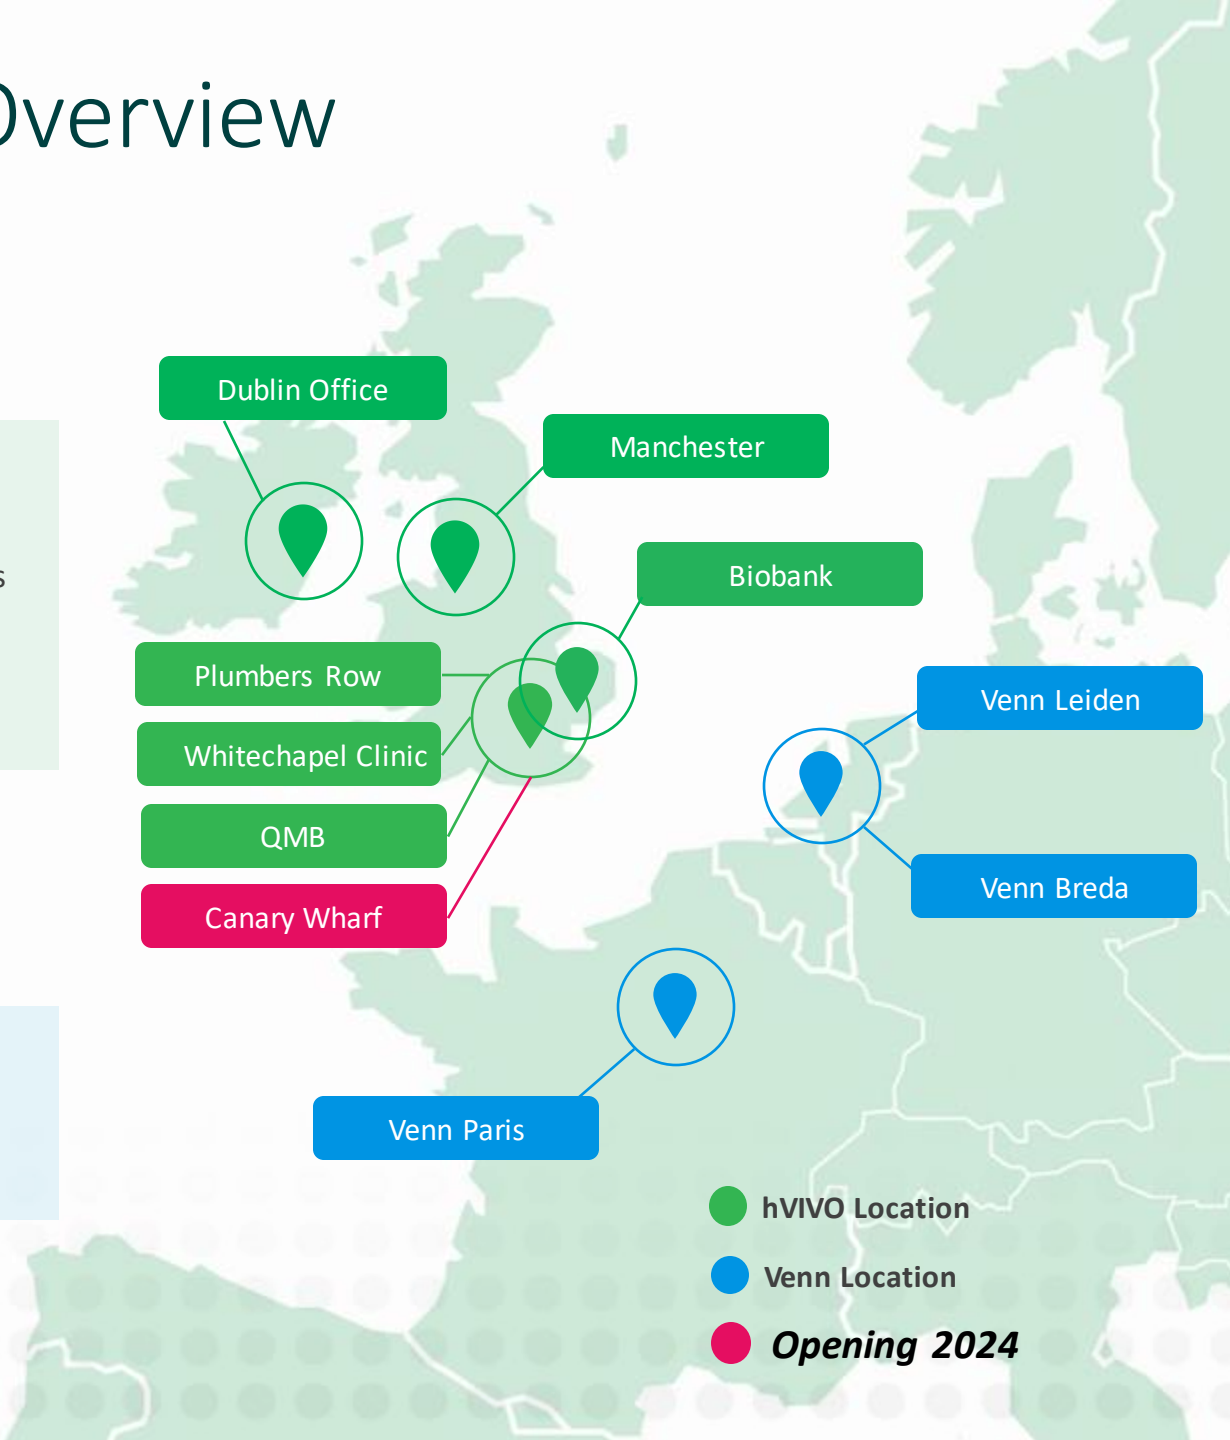 Overview
Dublin Office
Manchester
s
Biobank
Plumbers Row
Venn Leiden
Whitechapel Clinic
QMB
Venn Breda
Canary Wharf
Venn Paris
hVIVO Location
Venn Location
Opening 2024